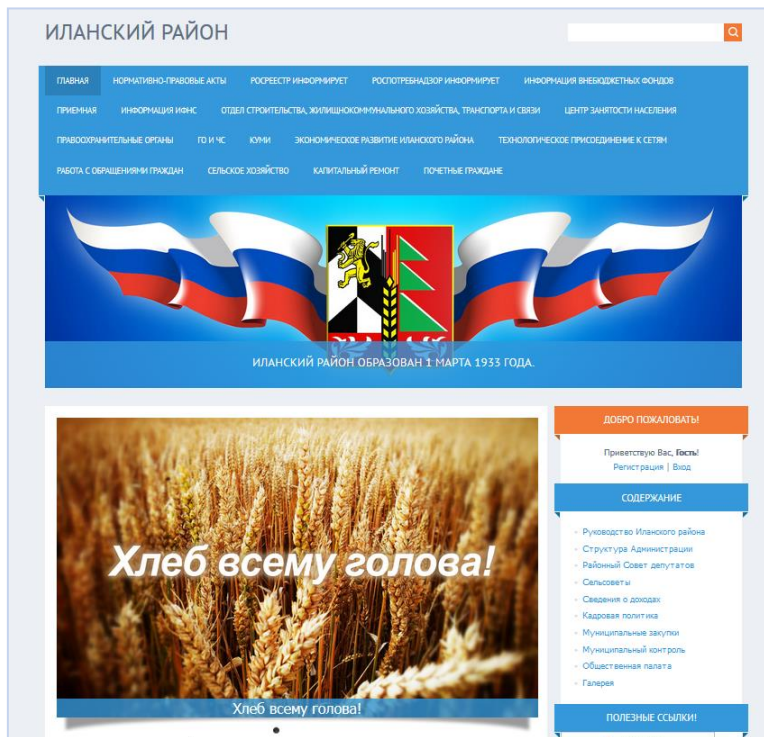 ИЛАНСКИЙ РАЙОН
ГЛАВНАЯ НОРМАТИВНО-ПРАВОВЫЕ АКТЫ РОСРЕЕСТР ИНФОРМИРУЕТ РОСПОТРЕБНАДЗОР ИНФОРМИРУЕТ ИНФОРМАЦИЯ ВНЕБЮДЖЕТНЫХ ФОНДОВ
ПРИЕМНАЯ ИНФОРМАЦИЯ ИФНС ОТДЕЛ СТРОИТЕЛЬСТВА, ЖИЛИЩНОКОММУНАЛЬНОГО ХОЗЯЙСТВА, ТРАНСПОРТА И СВЯЗИ ЦЕНТР ЗАНЯТОСТИ НАСЕЛЕНИЯ
ПРАВООХРАНИТЕЛЬНЫЕ ОРГАНЫ ГО И ЧС КУМИ ЭКОНОМИЧЕСКОЕ РАЗВИТИЕ ИЛАНСКОГО РАЙОНА ТЕХНОЛОГИЧЕСКОЕ ПРИСОЕДИНЕНИЕ К СЕТЯМ
РАБОТА С ОБРАЩЕНИЯМИ ГРАЖДАН СЕЛЬСКОЕ ХОЗЯЙСТВО КАПИТАЛЬНЫЙ РЕМОНТ ПОЧЕТНЫЕ ГРАЖДАНЕ
ИЛАНСКИЙ РАЙОН ОБРАЗОВАН 1 МАРТА 1933 ГОДА.
Хлеб всему голова!
Хлеб всему голова!
ДОБРО ПОЖАЛОВАТЬ!
Приветствую Вас, Гость!
Регистрация | Вход
СОДЕРЖАНИЕ
Руководство Иланского района
Структура Администрации
Районный Совет депутатов
Сельсоветы
Сведения о доходах
Кадровая политика
Муниципальные закупки
Муниципальный контроль
Общественная палата
Галерея
ПОЛЕЗНЫЕ ССЫЛКИ!